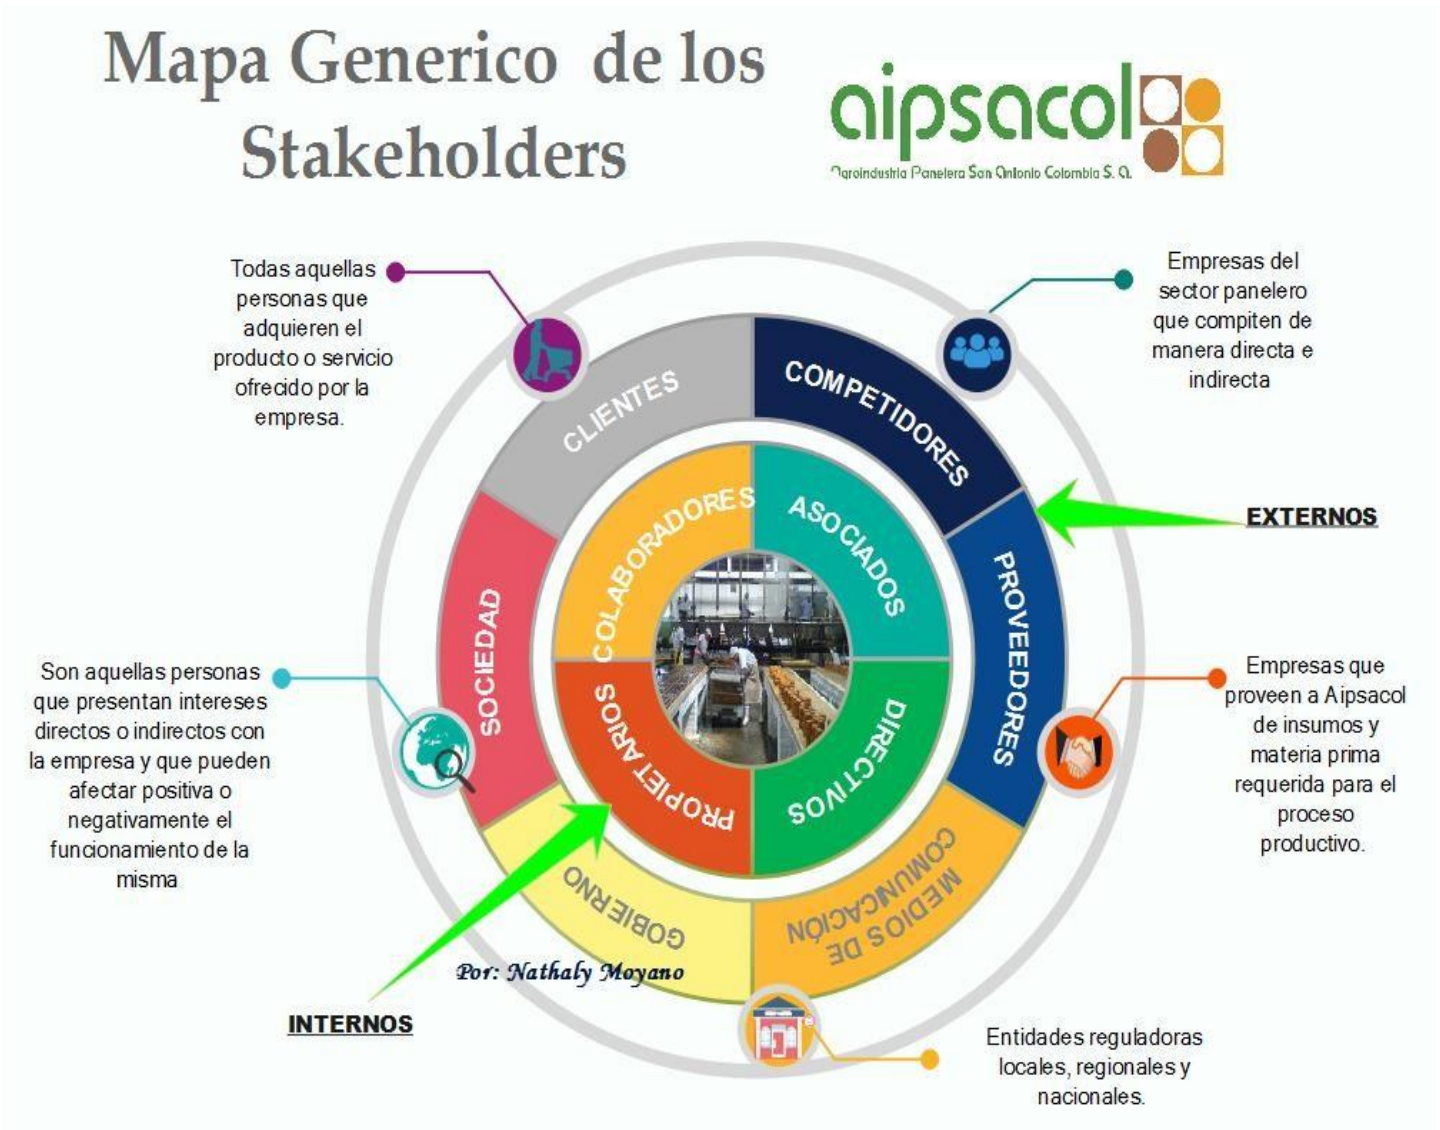 Mapa Generico de los
Stakeholders
aipsacol
Agroindustria Panelera San Antonio Colombia S. A.
Todas aquellas
personas que
adquieren el
producto o servicio
ofrecido por la
empresa.
Empresas del
sector panelero
que compiten de
manera directa e
indirecta
CLIENTES
COMPETIDORES
COLABORADORES
ASOCIADOS
EXTERNOS
SOCIEDAD
PROVEEDORES
Son aquellas personas
que presentan intereses
directos o indirectos con
la empresa y que pueden
afectar positiva o
negativamente el
funcionamiento de la
misma
Empresas que
proveen a Aipsacol
de insumos y
materia prima
requerida para el
proceso
productivo.
PROPIETARIOS
DIRECTIVOS
GOBIERNO
MEDIOS DE
COMUNICACIÓN
Por: Nathaly Moyano
INTERNOS
Entidades reguladoras
locales, regionales y
nacionales.